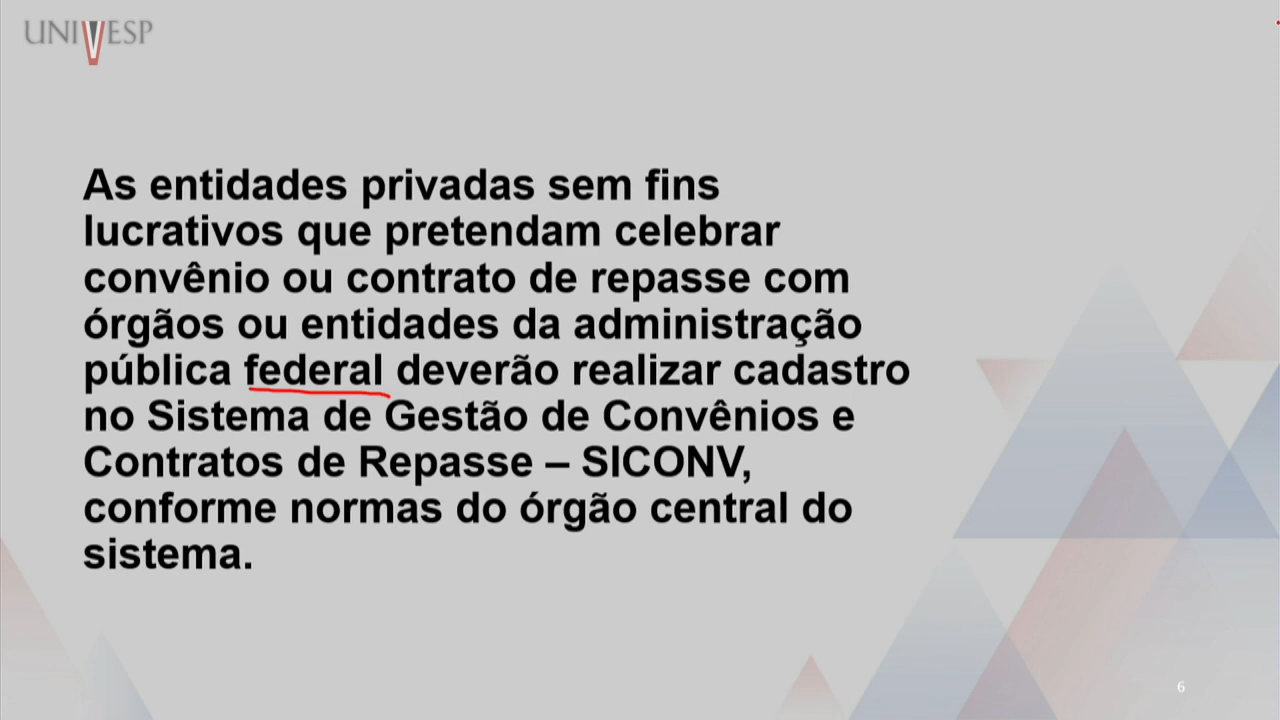 UNIVESP
As entidades privadas sem fins
lucrativos que pretendam celebrar
convênio ou contrato de repasse com
órgãos ou entidades da administração
pública federal deverão realizar cadastro
no Sistema de Gestão de Convênios e
Contratos de Repasse – SICONV,
conforme normas do órgão central do
sistema.
6